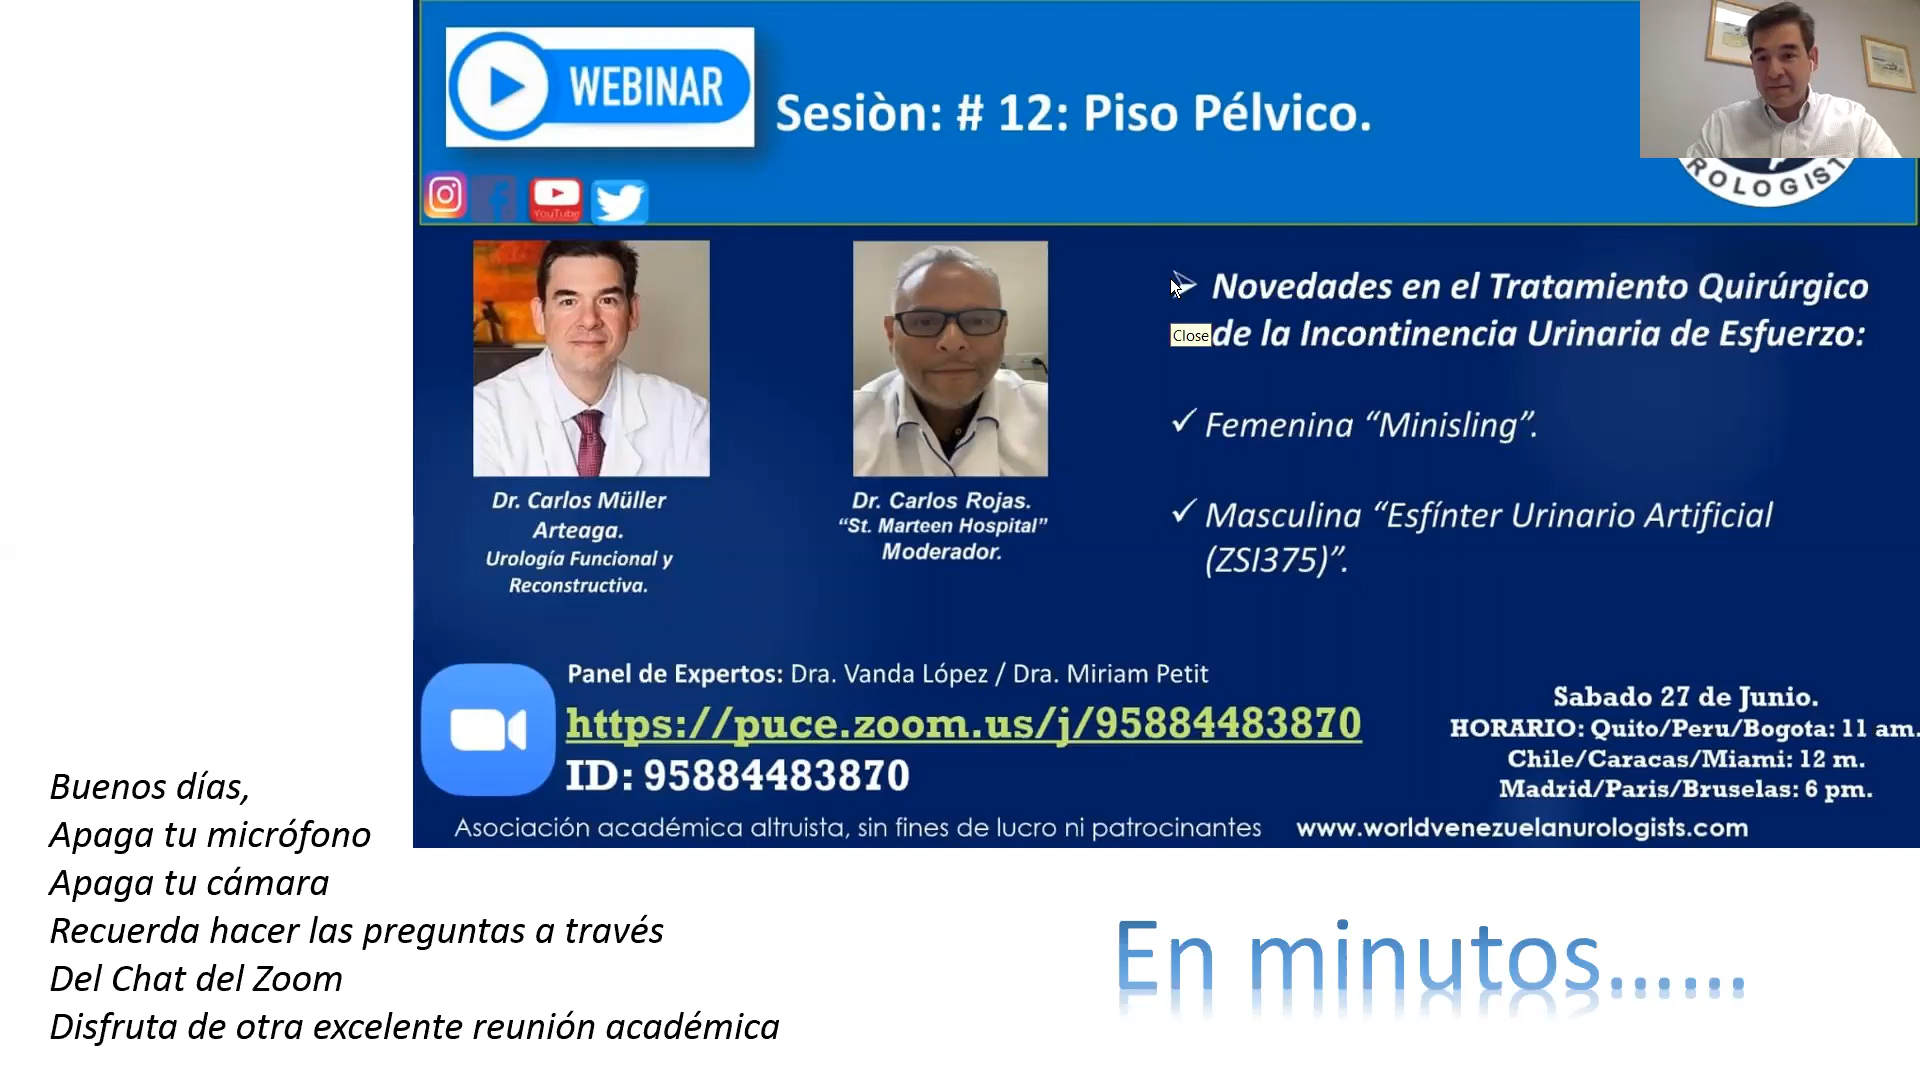 WEBINAR
Sesiòn: # 12: Piso Pélvico.
YouTube
ROLOGIST
Novedades en el Tratamiento Quirúrgico
de la Incontinencia Urinaria de Esfuerzo:
Close
Femenina “Minisling”.
Masculina “Esfínter Urinario Artificial
(ZSI375)”.
Dr. Carlos Müller
Arteaga.
Urología Funcional y
Reconstructiva.
Dr. Carlos Rojas.
“St. Marteen Hospital”
Moderador.
Panel de Expertos: Dra. Vanda López / Dra. Miriam Petit
https://puce.zoom.us/j/95884483870
ID: 95884483870
Sabado 27 de Junio.
HORARIO: Quito/Peru/Bogota: 11 am.
Chile/Caracas/Miami: 12 m.
Madrid/Paris/Bruselas: 6 pm.
Asociación académica altruista, sin fines de lucro ni patrocinantes
www.worldvenezuelanurologists.com
Buenos días,
Apaga tu micrófono
Apaga tu cámara
Recuerda hacer las preguntas a través
Del Chat del Zoom
Disfruta de otra excelente reunión académica
En minutos......